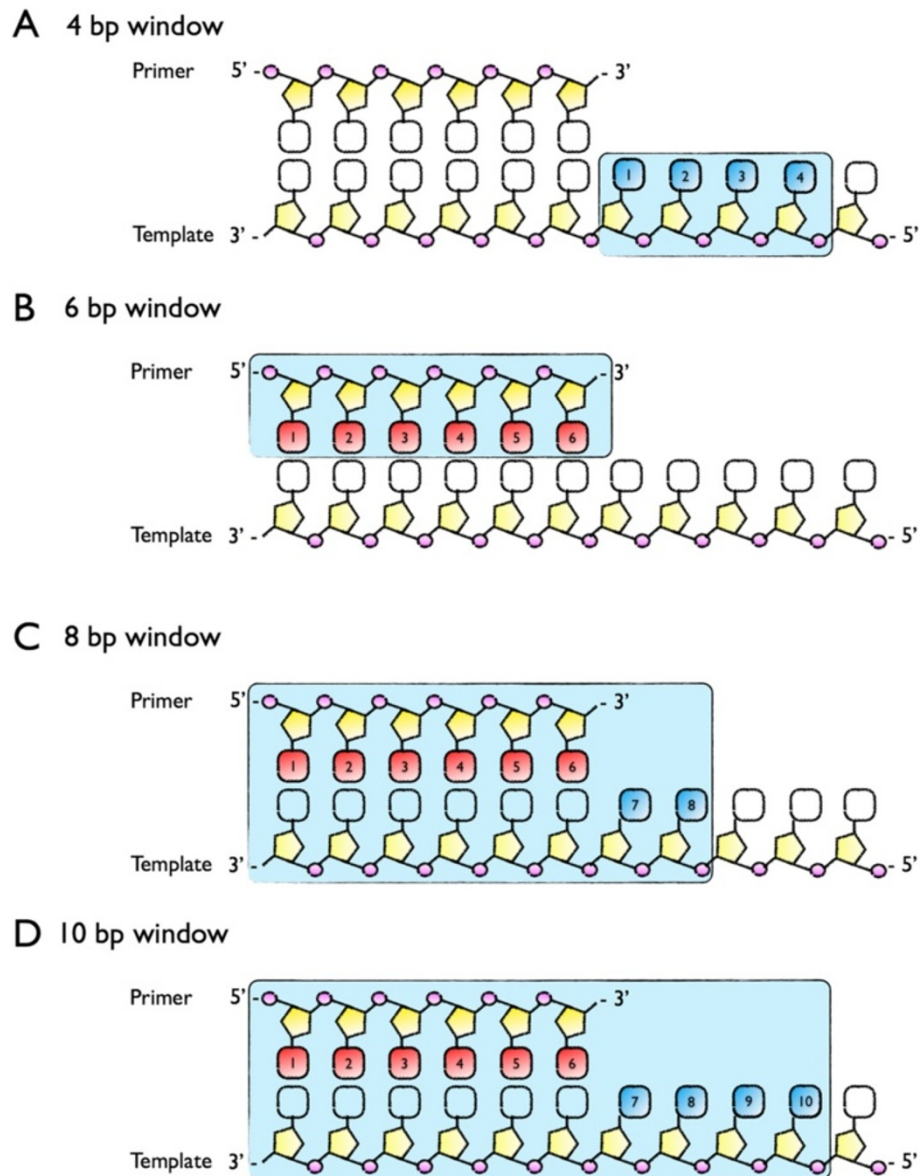 A 4 bp window
Primer 5' - - 3'
1 2 3 4
Template 3' - - 5'
B 6 bp window
Primer 5' - - 3'
1 2 3 4 5 6
Template 3' - - 5'
C 8 bp window
Primer 5' - - 3'
1 2 3 4 5 6
7 8
Template 3' - - 5'
D 10 bp window
Primer 5' - - 3'
1 2 3 4 5 6
7 8 9 10
Template 3' - - 5'